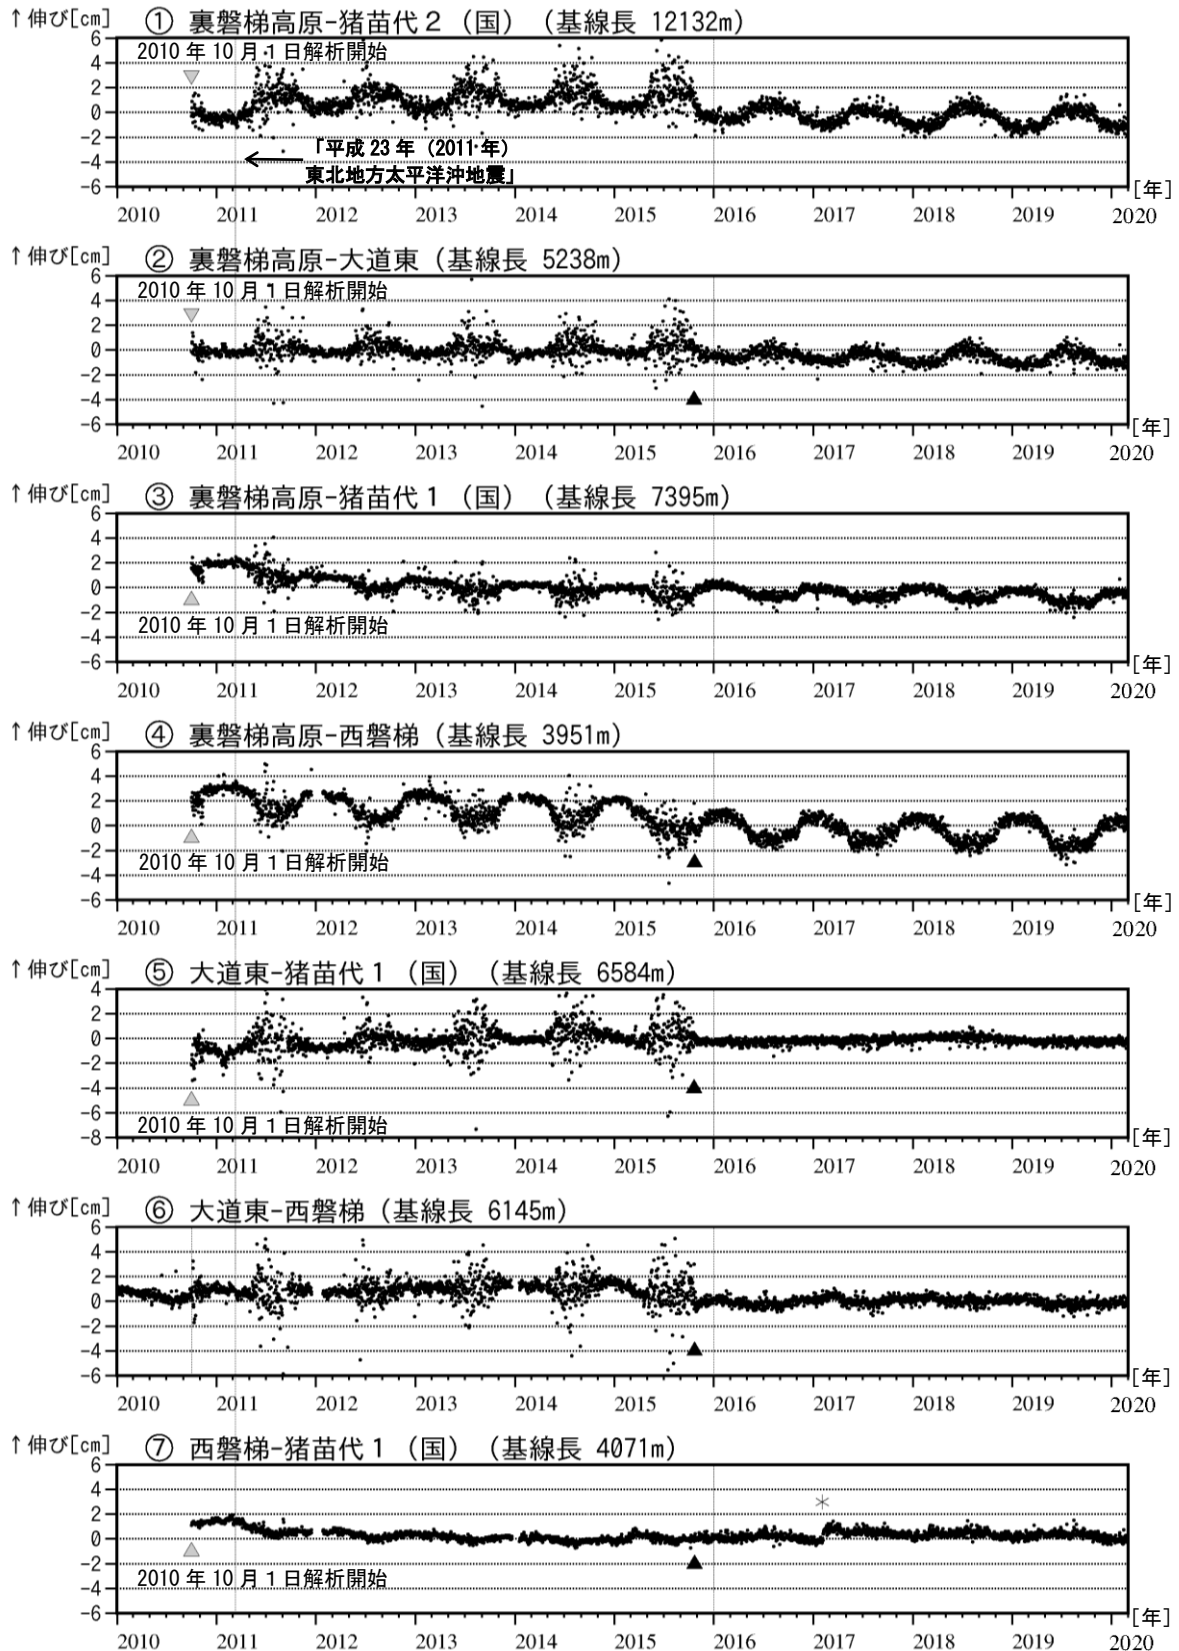 ↑伸び[cm] ① 裏磐梯高原-猪苗代２（国）（基線長 12132m）
6
2010 年 10 月 1 日解析開始
4
2
0
-2
「平成 23 年（2011 年）
-4
東北地方太平洋沖地震」
-6
[年]
2010 2011 2012 2013 2014 2015 2016 2017 2018 2019 2020
↑伸び[cm] ② 裏磐梯高原-大道東（基線長 5238m）
6
2010 年 10 月 1 日解析開始
4
2
0
-2
-4
-6
[年]
2010 2011 2012 2013 2014 2015 2016 2017 2018 2019 2020
↑伸び[cm] ③ 裏磐梯高原-猪苗代１（国）（基線長 7395m）
6
4
2
0
-2
2010 年 10 月 1 日解析開始
-4
-6
[年]
2010 2011 2012 2013 2014 2015 2016 2017 2018 2019 2020
↑伸び[cm] ④ 裏磐梯高原-西磐梯（基線長 3951m）
6
4
2
0
-2
2010 年 10 月 1 日解析開始
-4
-6
[年]
2010 2011 2012 2013 2014 2015 2016 2017 2018 2019 2020
↑伸び[cm] ⑤ 大道東-猪苗代１（国）（基線長 6584m）
4
2
0
-2
-4
-6
2010 年 10 月 1 日解析開始
-8
[年]
2010 2011 2012 2013 2014 2015 2016 2017 2018 2019 2020
↑伸び[cm] ⑥ 大道東-西磐梯（基線長 6145m）
6
4
2
0
-2
-4
-6
[年]
2010 2011 2012 2013 2014 2015 2016 2017 2018 2019 2020
↑伸び[cm] ⑦ 西磐梯-猪苗代１（国）（基線長 4071m）
6
4
＊
2
0
-2
2010 年 10 月 1 日解析開始
-4
-6
[年]
2010 2011 2012 2013 2014 2015 2016 2017 2018 2019 2020